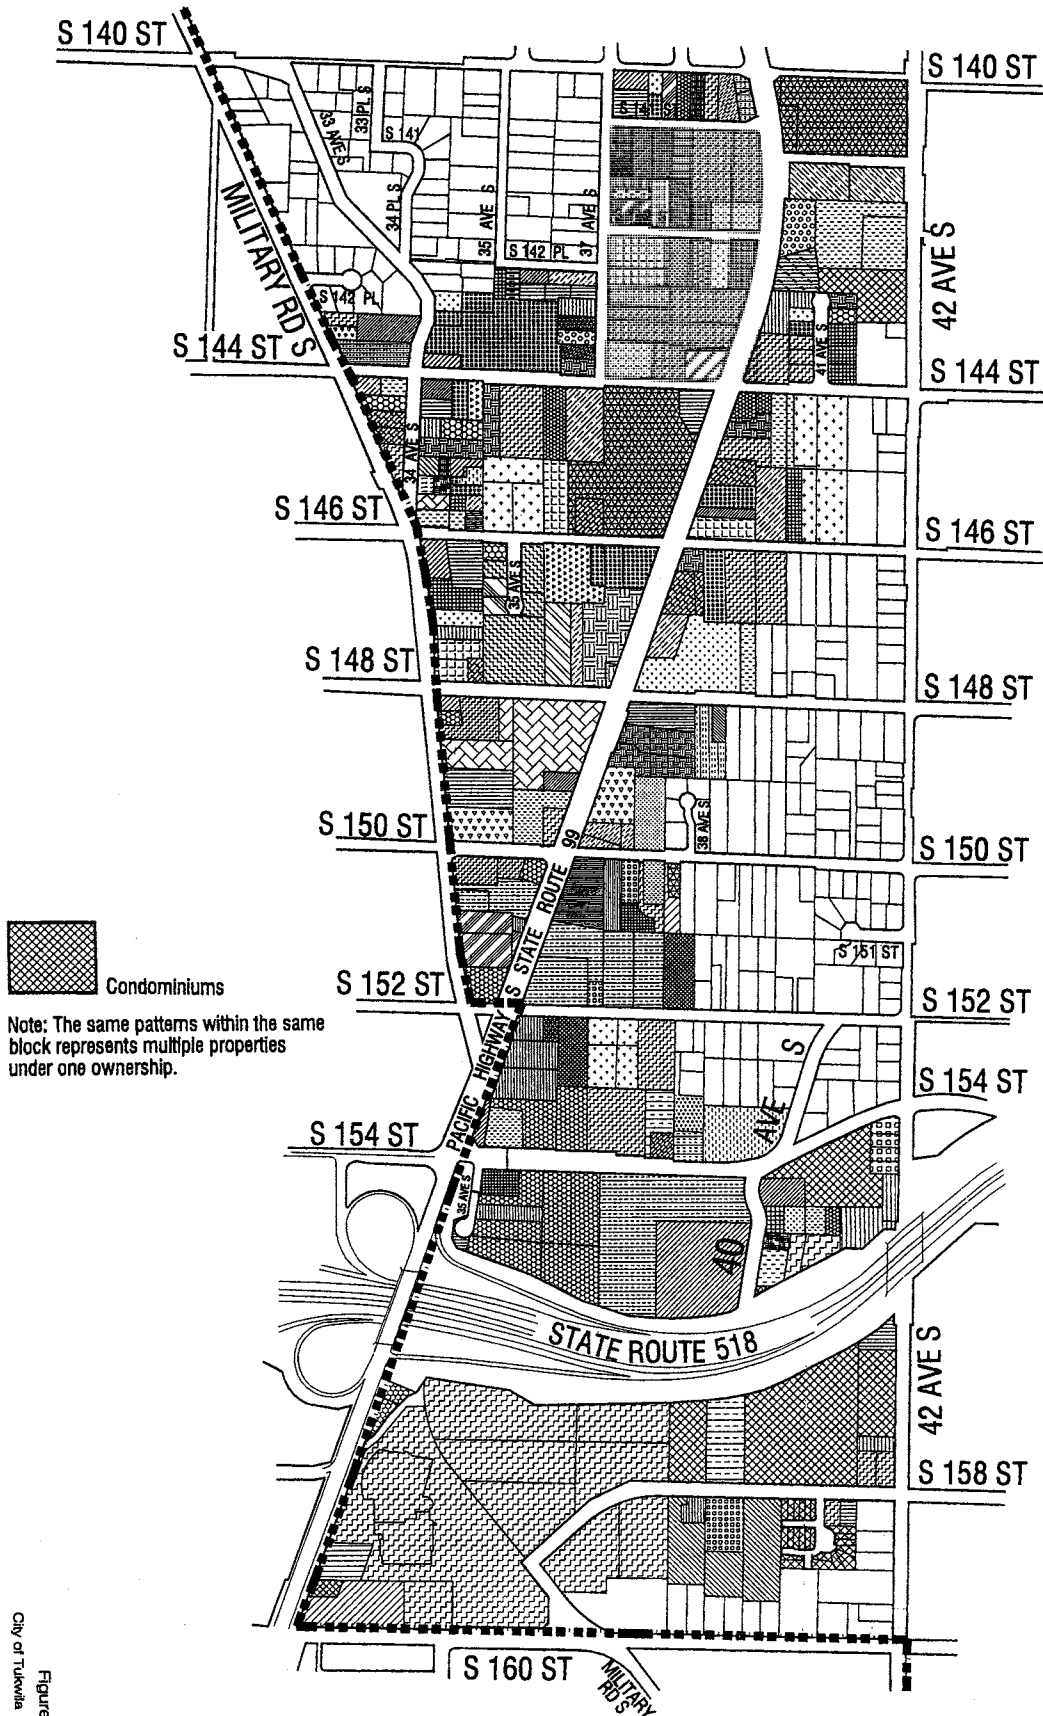 S 140 ST
S 140 ST
33 AVE S
33 PL S
S 141
34 PL S
35 AVE S
37 AVE S
S 142 PL
MILITARY RD S
S 142 PL
42 AVE S
S 144 ST
41 AVE S
S 144 ST
34 AVE S
S 146 ST
S 146 ST
35 AVE S
S 148 ST
S 148 ST
38 AVE S
S 150 ST
S 150 ST
PACIFIC HIGHWAY S STATE ROUTE 99
S 151 ST
Condominiums
S 152 ST
S 152 ST
Note: The same patterns within the same
block represents multiple properties
under one ownership.
40 AVE S
S 154 ST
S 154 ST
35 AVE S
STATE ROUTE 518
42 AVE S
S 158 ST
S 160 ST
MILITARY
RD S
Figure
City of Tukwila